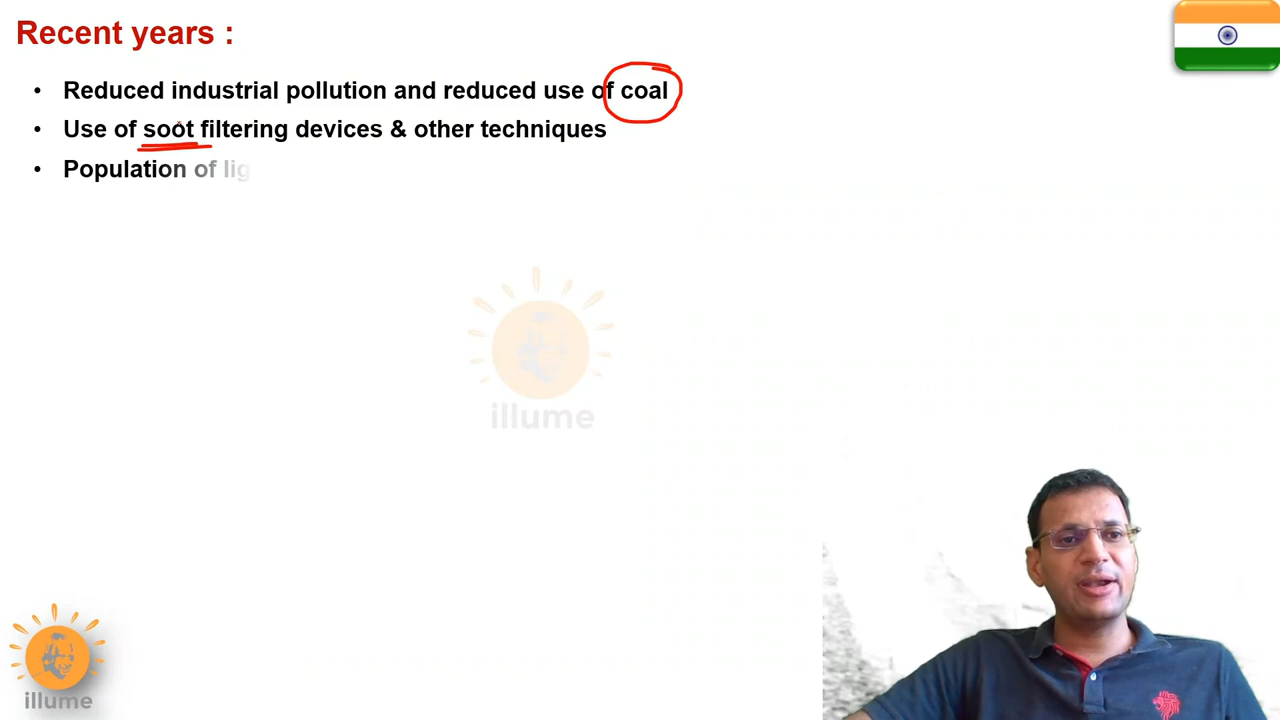 Recent years :
• Reduced industrial pollution and reduced use of coal
• Use of soot filtering devices & other techniques
• Population of lig
illume
illume